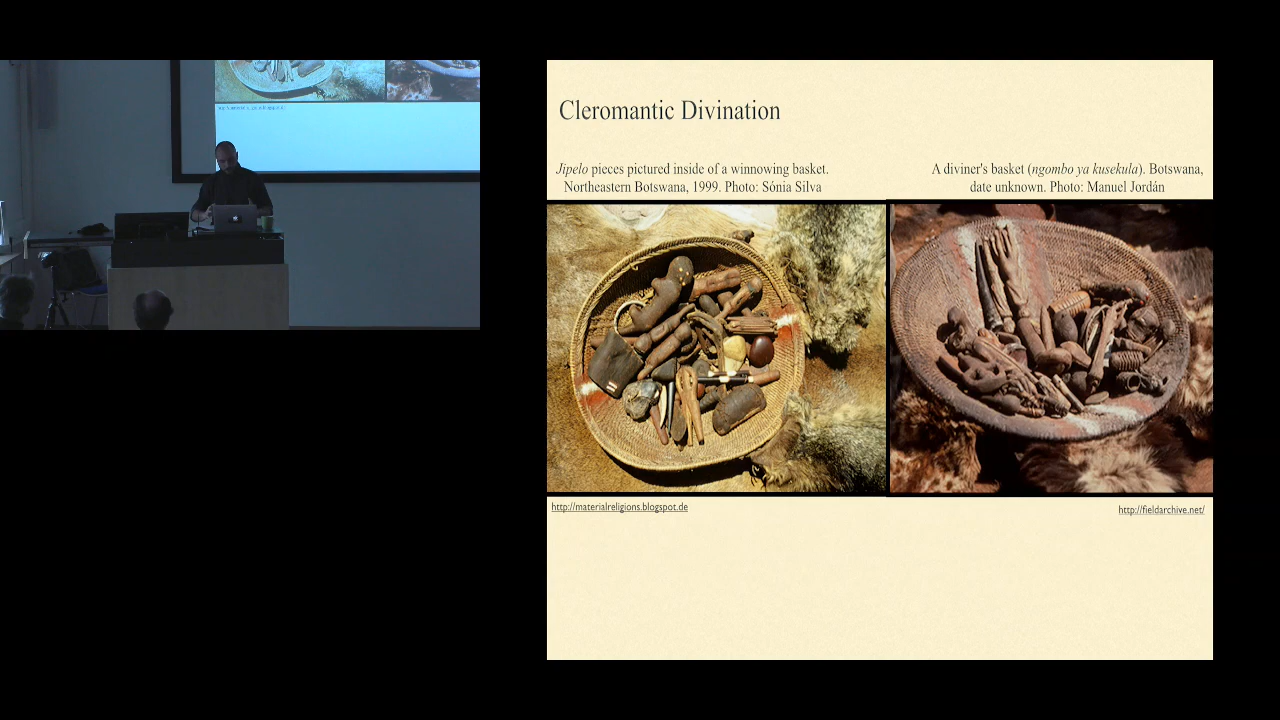 Cleromantic Divination
Jipelo pieces pictured inside of a winnowing basket.
Northeastern Botswana, 1999. Photo: Sónia Silva
A diviner's basket (ngombo ya kusekula). Botswana,
date unknown. Photo: Manuel Jordán
http://materialreligions.blogspot.de
http://fieldarchive.net/